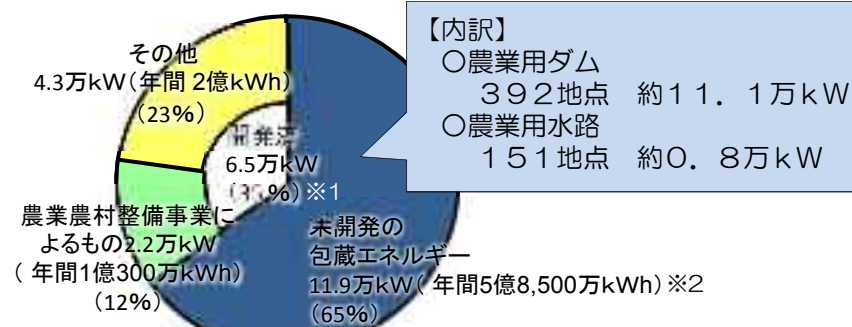 【内訳】
○農業用ダム
３９２地点 約１１．１万ｋＷ
○農業用水路
１５１地点 約０．８万ｋＷ
その他
4.3万kW(年間 2億kWh)
(23%)
6.5万kW
※1
農業農村整備事業に
よるもの2.2万kW
( 年間1億300万kWh)
(12%)
未開発の
包蔵エネルギー
11.9万kW( 年間5億8,500万kWh) ※2
(65%)